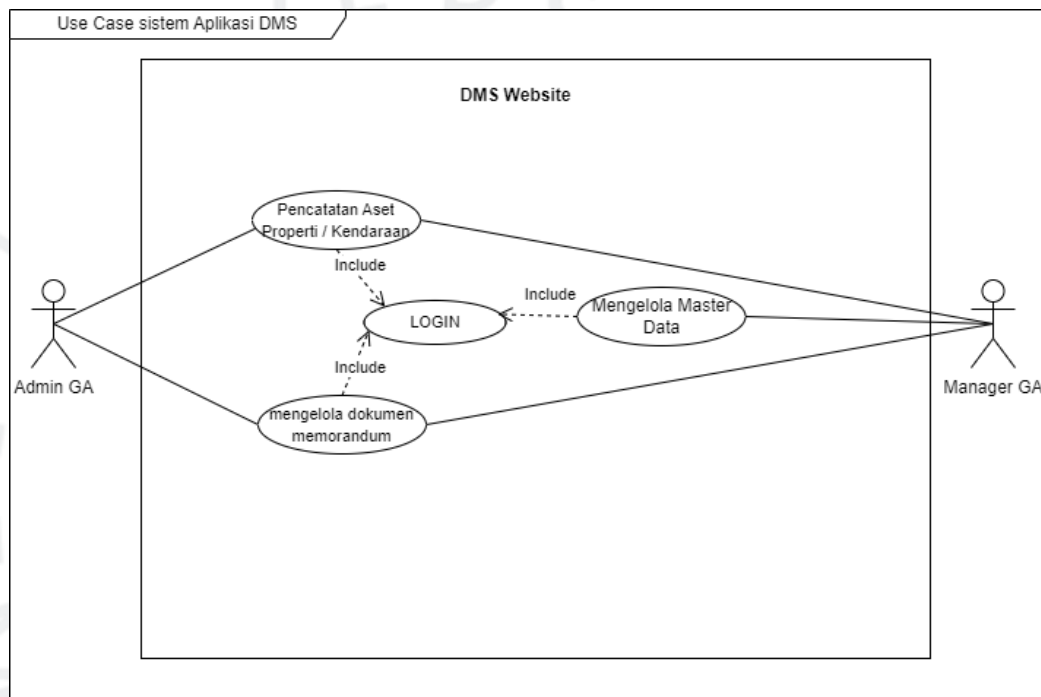 Use Case sistem Aplikasi DMS
DMS Website
Pencatatan Aset
Properti / Kendaraan
Include
Include
LOGIN
Mengelola Master
Data
Include
Admin GA
Manager GA
mengelola dokumen
memorandum